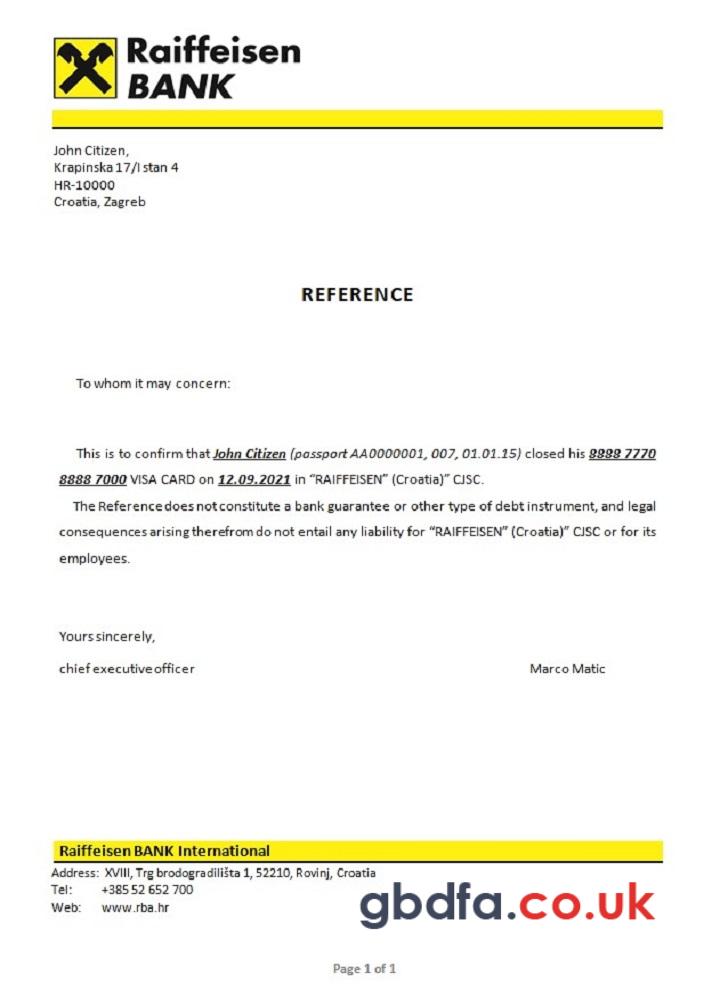 Raiffeisen
BANK
John Citizen,
Krapinska 17/I stan 4
HR-10000
Croatia, Zagreb
REFERENCE
To whom it may concern:
This is to confirm that John Citizen (passport AA0000001, 007, 01.01.15) closed his 8888 7770
8888 7000 VISA CARD on 12.09.2021 in “RAIFFEISEN” (Croatia)” CJSC.
The Reference does not constitute a bank guarantee or other type of debt instrument, and legal
consequences arising therefrom do not entail any liability for “RAIFFEISEN” (Croatia)” CJSC or for its
employees.
Yours sincerely,
chief executive officer Marco Matic
Raiffeisen BANK International
Address: XVIII, Trg brodogradilišta 1, 52210, Rovinj, Croatia
Tel: +385 52 652 700
Web: www.rba.hr
gbdfa.co.uk
Page 1 of 1